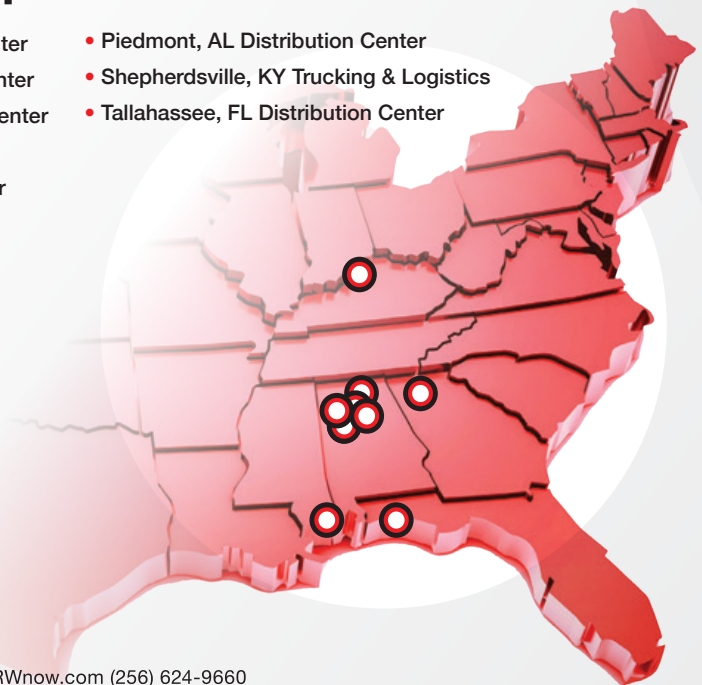 ter
nter
enter
r
• Piedmont, AL Distribution Center
• Shepherdsville, KY Trucking & Logistics
• Tallahassee, FL Distribution Center
RWnow.com (256) 624-9660